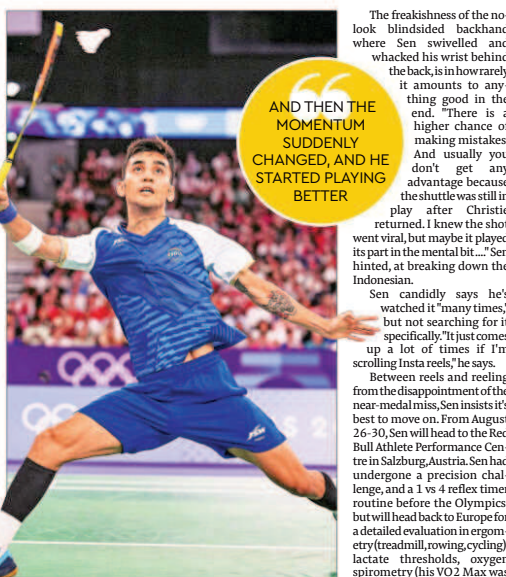 AND THEN THE
MOMENTUM
SUDDENLY
CHANGED, AND HE
STARTED PLAYING
BETTER
The freakishness of the no-
look blindsided backhand
where Sen swivelled and
whacked his wrist behind
the back, is in how rarely
it amounts to any-
thing good in the
end. "There is a
higher chance of
making mistakes
And usually you
don't get any
advantage because
the shuttle was still in
play after Christie
returned. I knew the shot
went viral, but maybe it played
its part in the mental bit...." Sen
hinted, at breaking down the
Indonesian.
Sen candidly says he's
watched it "many times,"
but not searching for it
specifically. "It just comes
up a lot of times if I'm
scrolling Insta reels," he says.
Between reels and reeling
from the disappointment of the
near-medal miss, Sen insists it's
best to move on. From August
26-30, Sen will head to the Red
Bull Athlete Performance Cen-
tre in Salzburg, Austria. Sen had
undergone a precision chal-
lenge, and a 1 vs 4 reflex timer
routine before the Olympics
but will head back to Europe for
a detailed evaluation in ergom-
etry (treadmill, rowing, cycling)
lactate thresholds, oxygen
spirometry (his VO2 Max was